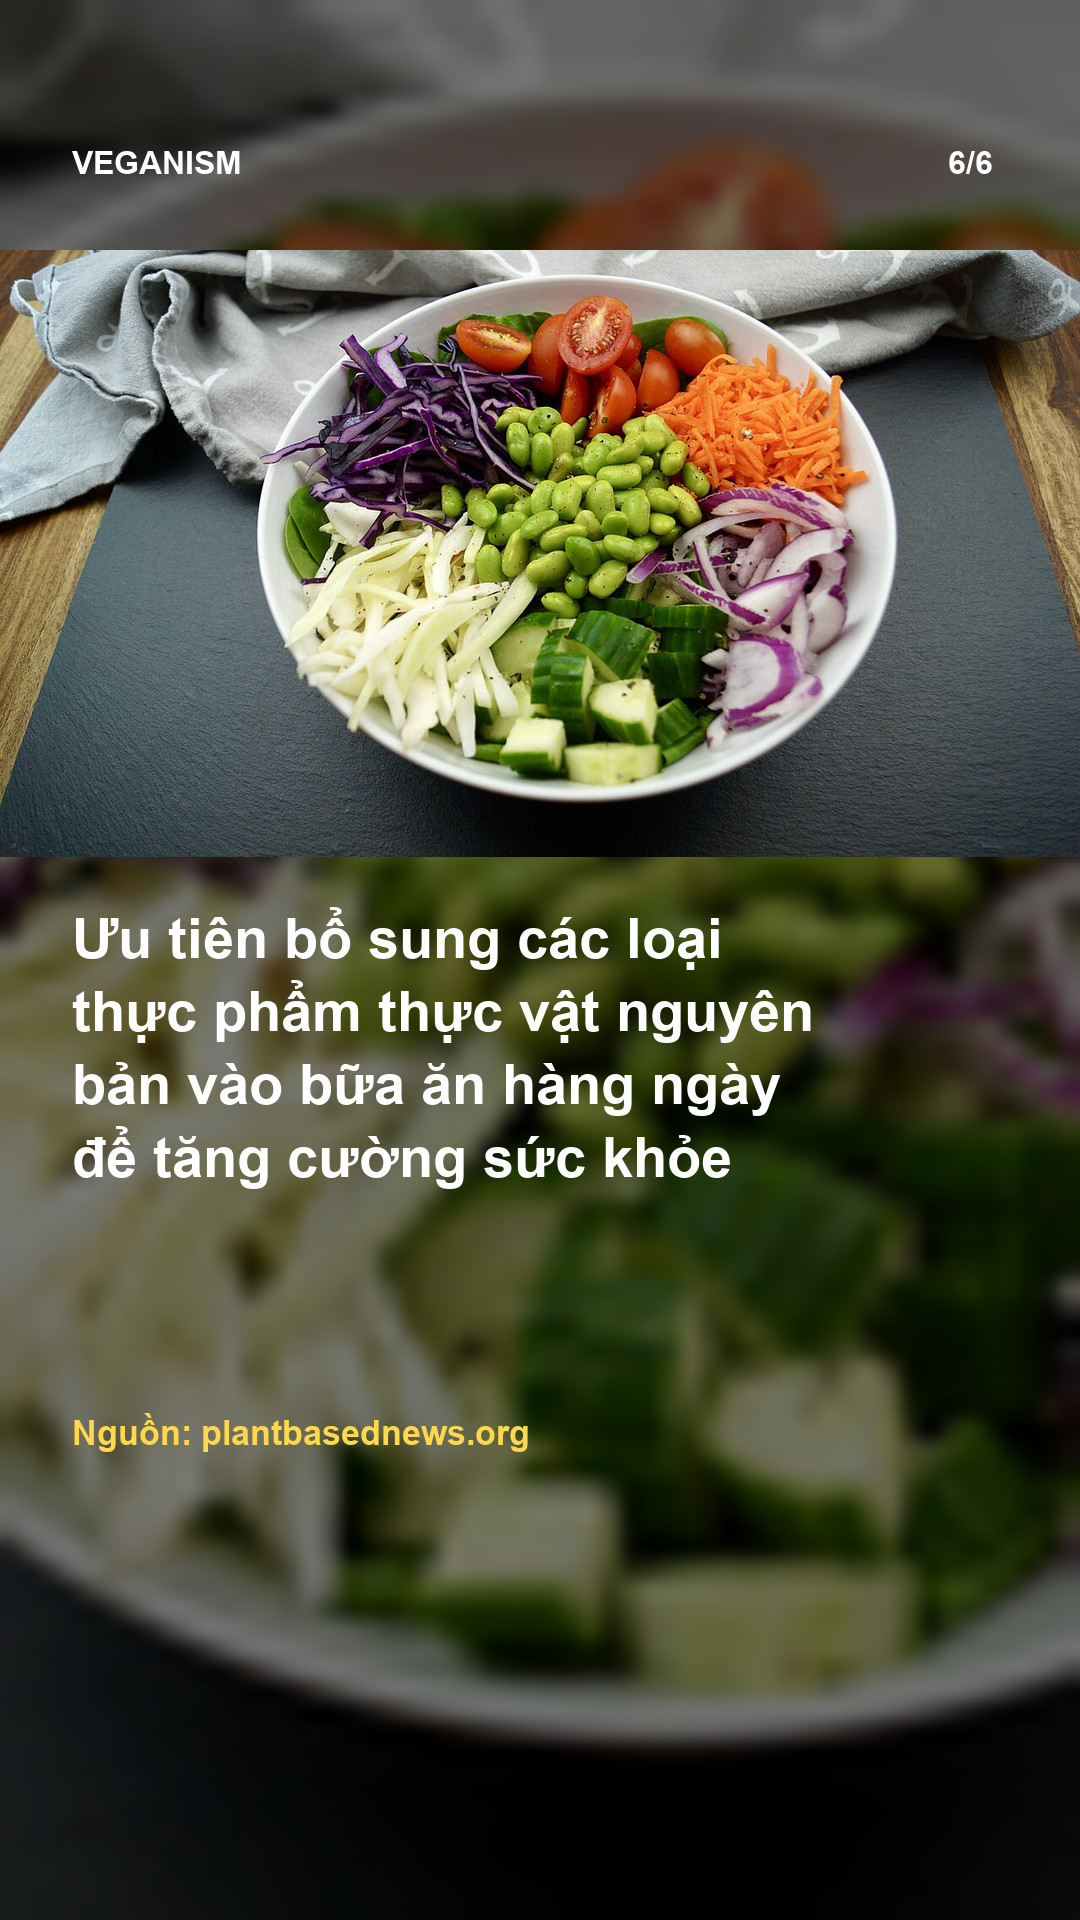 VEGANISM
6/6
Ưu tiên bổ sung các loại
thực phẩm thực vật nguyên
bản vào bữa ăn hàng ngày
để tăng cường sức khỏe
Nguồn: plantbasednews.org